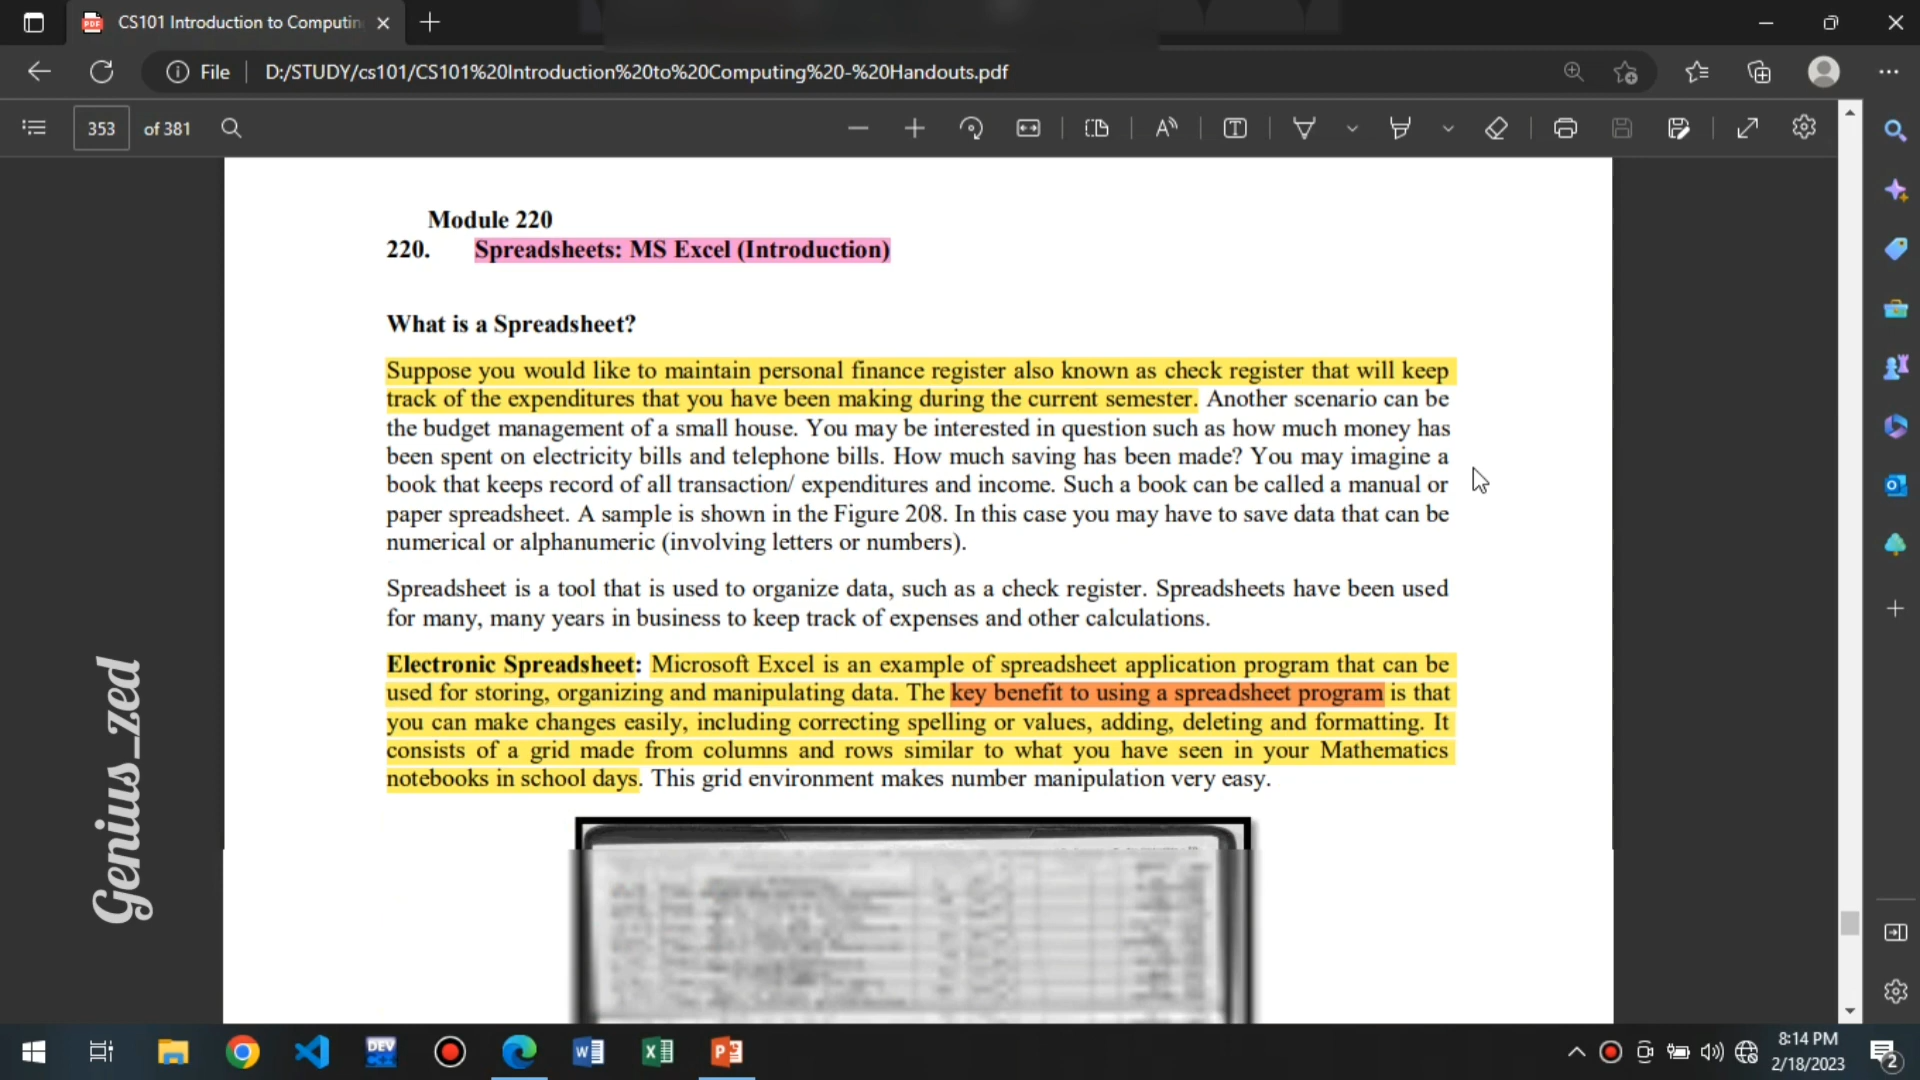 CS101 Introduction to Computin
File
D:/STUDY/cs101/CS101%20Introduction%20to%20Computing%20-%20Handouts.pdf
353 of 381
Module 220
220. Spreadsheets: MS Excel (Introduction)
What is a Spreadsheet?
Suppose you would like to maintain personal finance register also known as check register that will keep
track of the expenditures that you have been making during the current semester. Another scenario can be
the budget management of a small house. You may be interested in question such as how much money has
been spent on electricity bills and telephone bills. How much saving has been made? You may imagine a
book that keeps record of all transaction/ expenditures and income. Such a book can be called a manual or
paper spreadsheet. A sample is shown in the Figure 208. In this case you may have to save data that can be
numerical or alphanumeric (involving letters or numbers).
Spreadsheet is a tool that is used to organize data, such as a check register. Spreadsheets have been used
for many, many years in business to keep track of expenses and other calculations.
Electronic Spreadsheet: Microsoft Excel is an example of spreadsheet application program that can be
used for storing, organizing and manipulating data. The key benefit to using a spreadsheet program is that
you can make changes easily, including correcting spelling or values, adding, deleting and formatting. It
consists of a grid made from columns and rows similar to what you have seen in your Mathematics
notebooks in school days. This grid environment makes number manipulation very easy.
Genius_zed
8:14 PM
2/18/2023
2